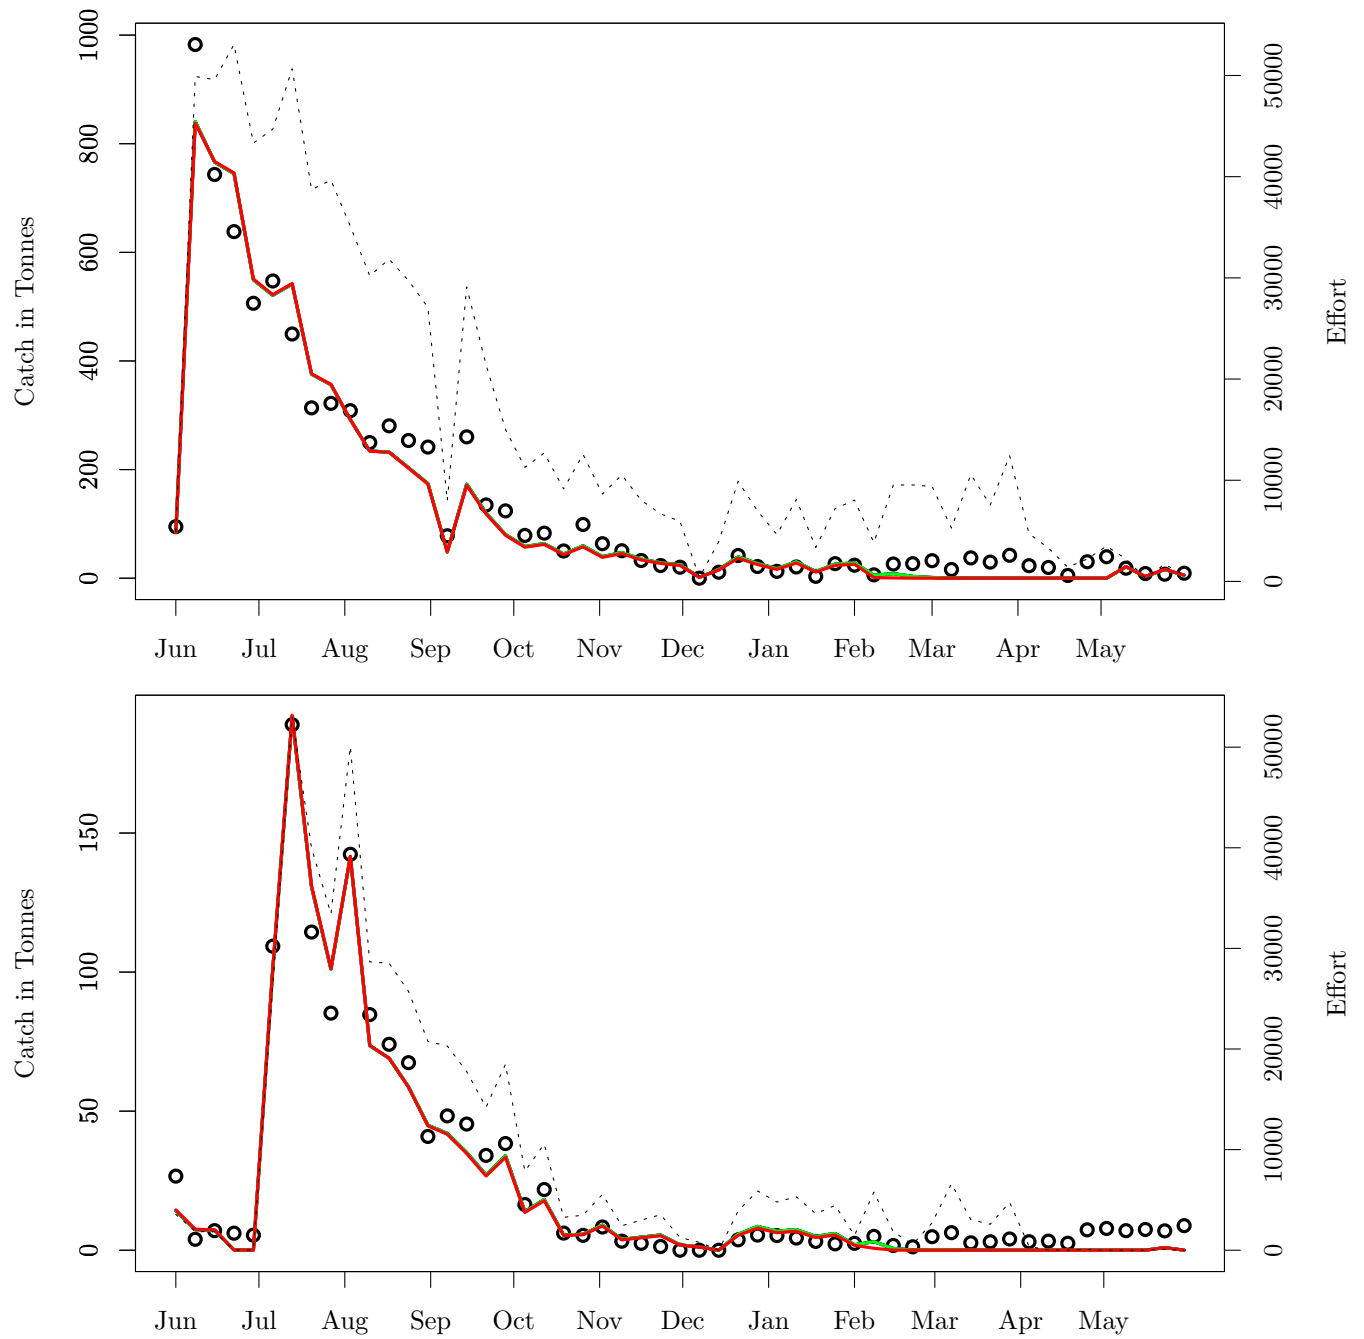 Catch in Tonnes
0 200 400 600 800 1000
Jun Jul Aug Sep Oct Nov Dec Jan Feb Mar Apr May
0 10000 20000 30000 40000 50000
Effort
Catch in Tonnes
0 50 100 150
Jun Jul Aug Sep Oct Nov Dec Jan Feb Mar Apr May
0 10000 20000 30000 40000 50000
Effort